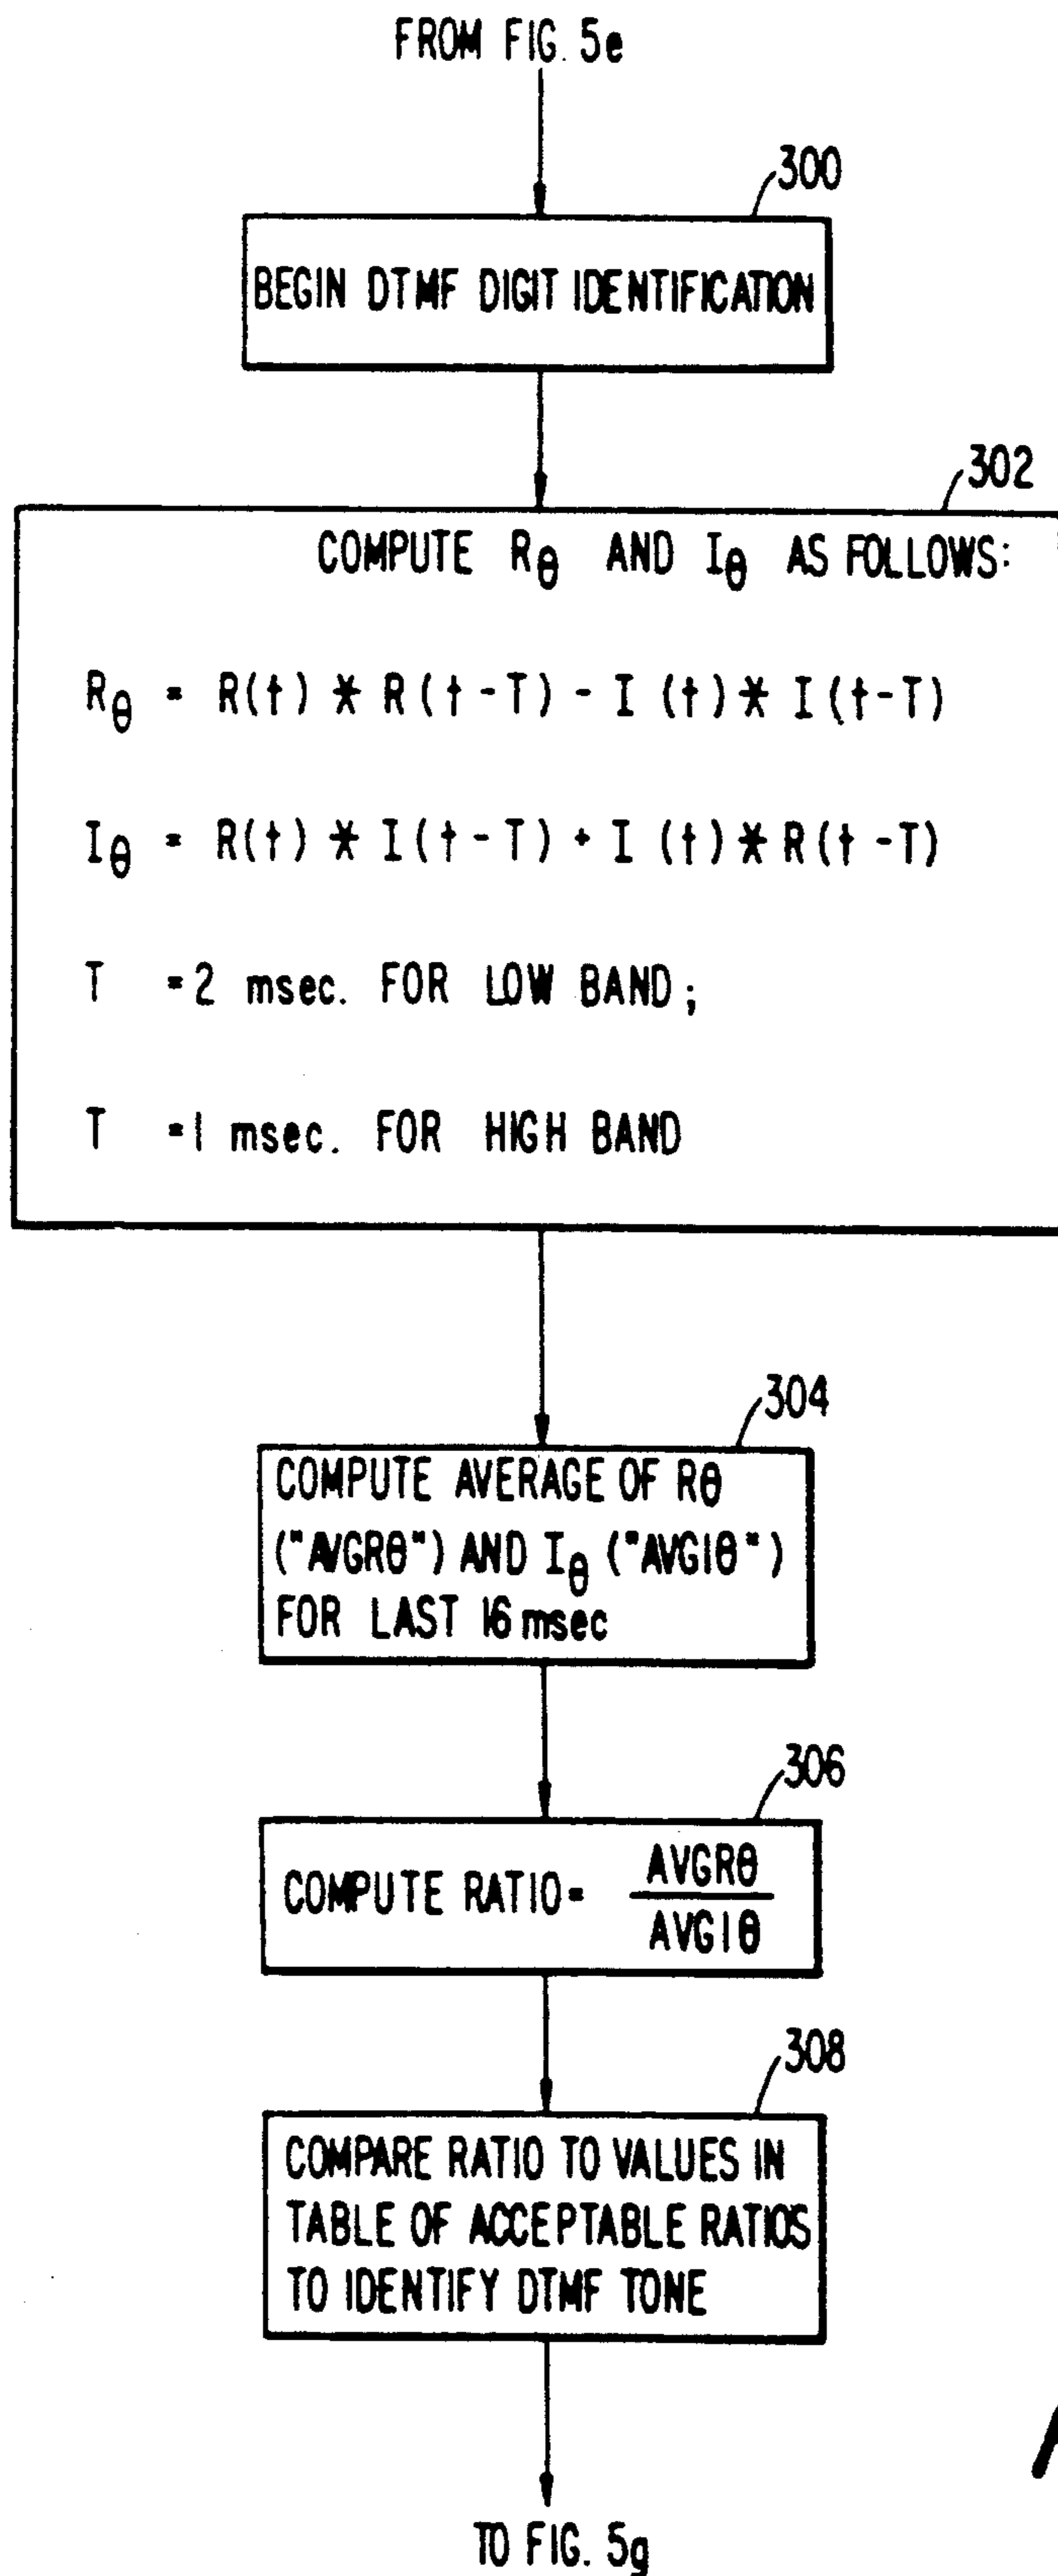 FROM FIG. 5e
300
BEGIN DTMF DIGIT IDENTIFICATION
302
COMPUTE Rθ AND Iθ AS FOLLOWS:
Rθ = R(t) * R(t-T) - I(t) * I(t-T)
Iθ = R(t) * I(t-T) + I(t) * R(t-T)
T = 2 msec. FOR LOW BAND;
T = 1 msec. FOR HIGH BAND
304
COMPUTE AVERAGE OF Rθ
("AVGRθ") AND Iθ ("AVGIθ")
FOR LAST 16 msec
306
COMPUTE RATIO= AVGRθ
AVGIθ
308
COMPARE RATIO TO VALUES IN
TABLE OF ACCEPTABLE RATIOS
TO IDENTIFY DTMF TONE
TO FIG. 5g